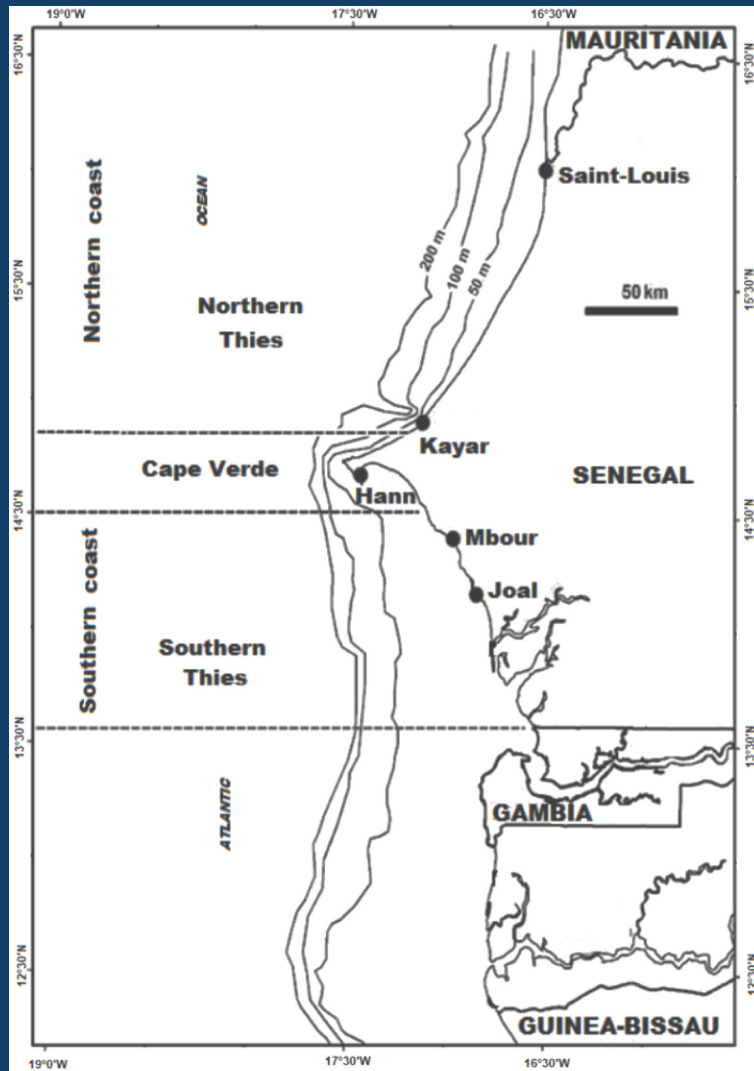 19°0'W 17°30'W 16°30'W
16°30'N
16°30'N
MAURITANIA
Saint-Louis
Northern coast
OCEAN
200 m
100 m
50 m
15°30'N
15°30'N
50 km
Northern
Thies
Kayar
Cape Verde
SENEGAL
Hann
14°30'N
14°30'N
Mbour
Joal
Southern coast
Southern
Thies
13°30'N
13°30'N
ATLANTIC
GAMBIA
12°30'N
12°30'N
GUINEA-BISSAU
19°0'W 17°30'W 16°30'W